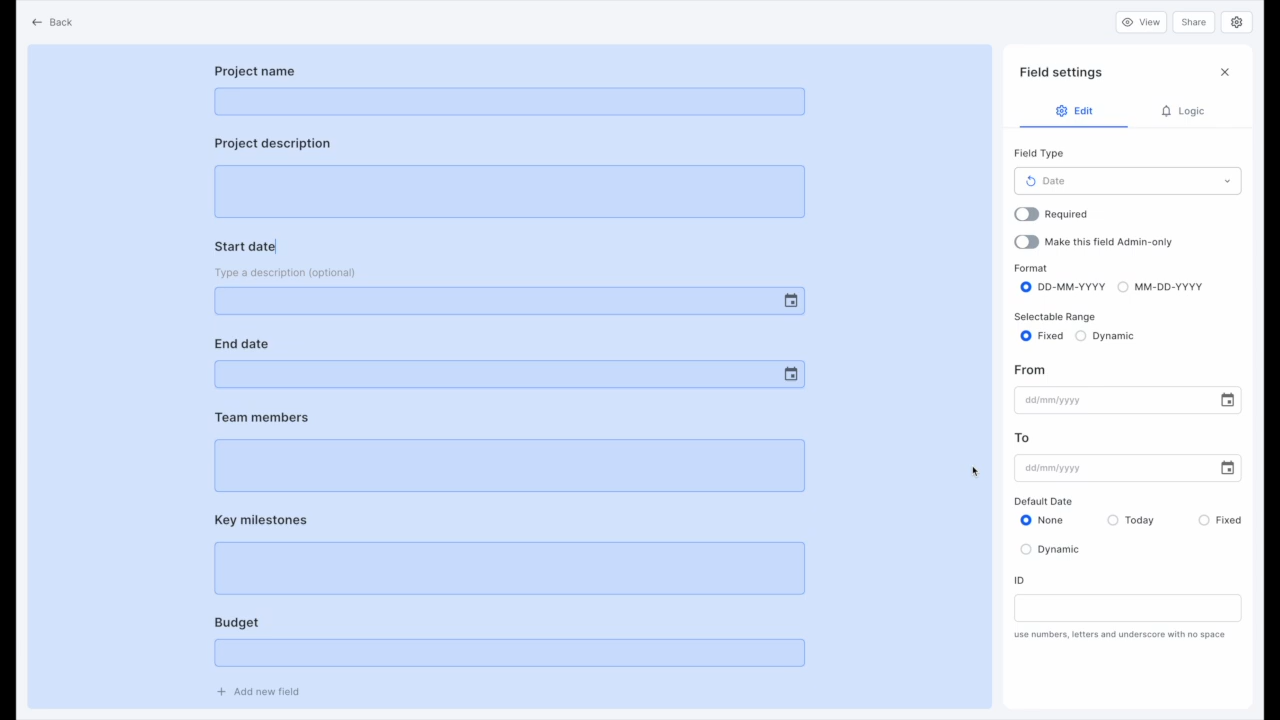 Back
View
Share
Project name
Project description
Start date
Type a description (optional)
End date
Team members
Key milestones
Budget
Add new field
Field settings
Edit
Logic
Field Type
Date
Required
Make this field Admin-only
Format
DD-MM-YYYY
MM-DD-YYYY
Selectable Range
Fixed
Dynamic
From
dd/mm/yyyy
To
dd/mm/yyyy
Default Date
None
Today
Fixed
Dynamic
ID
use numbers, letters and underscore with no space